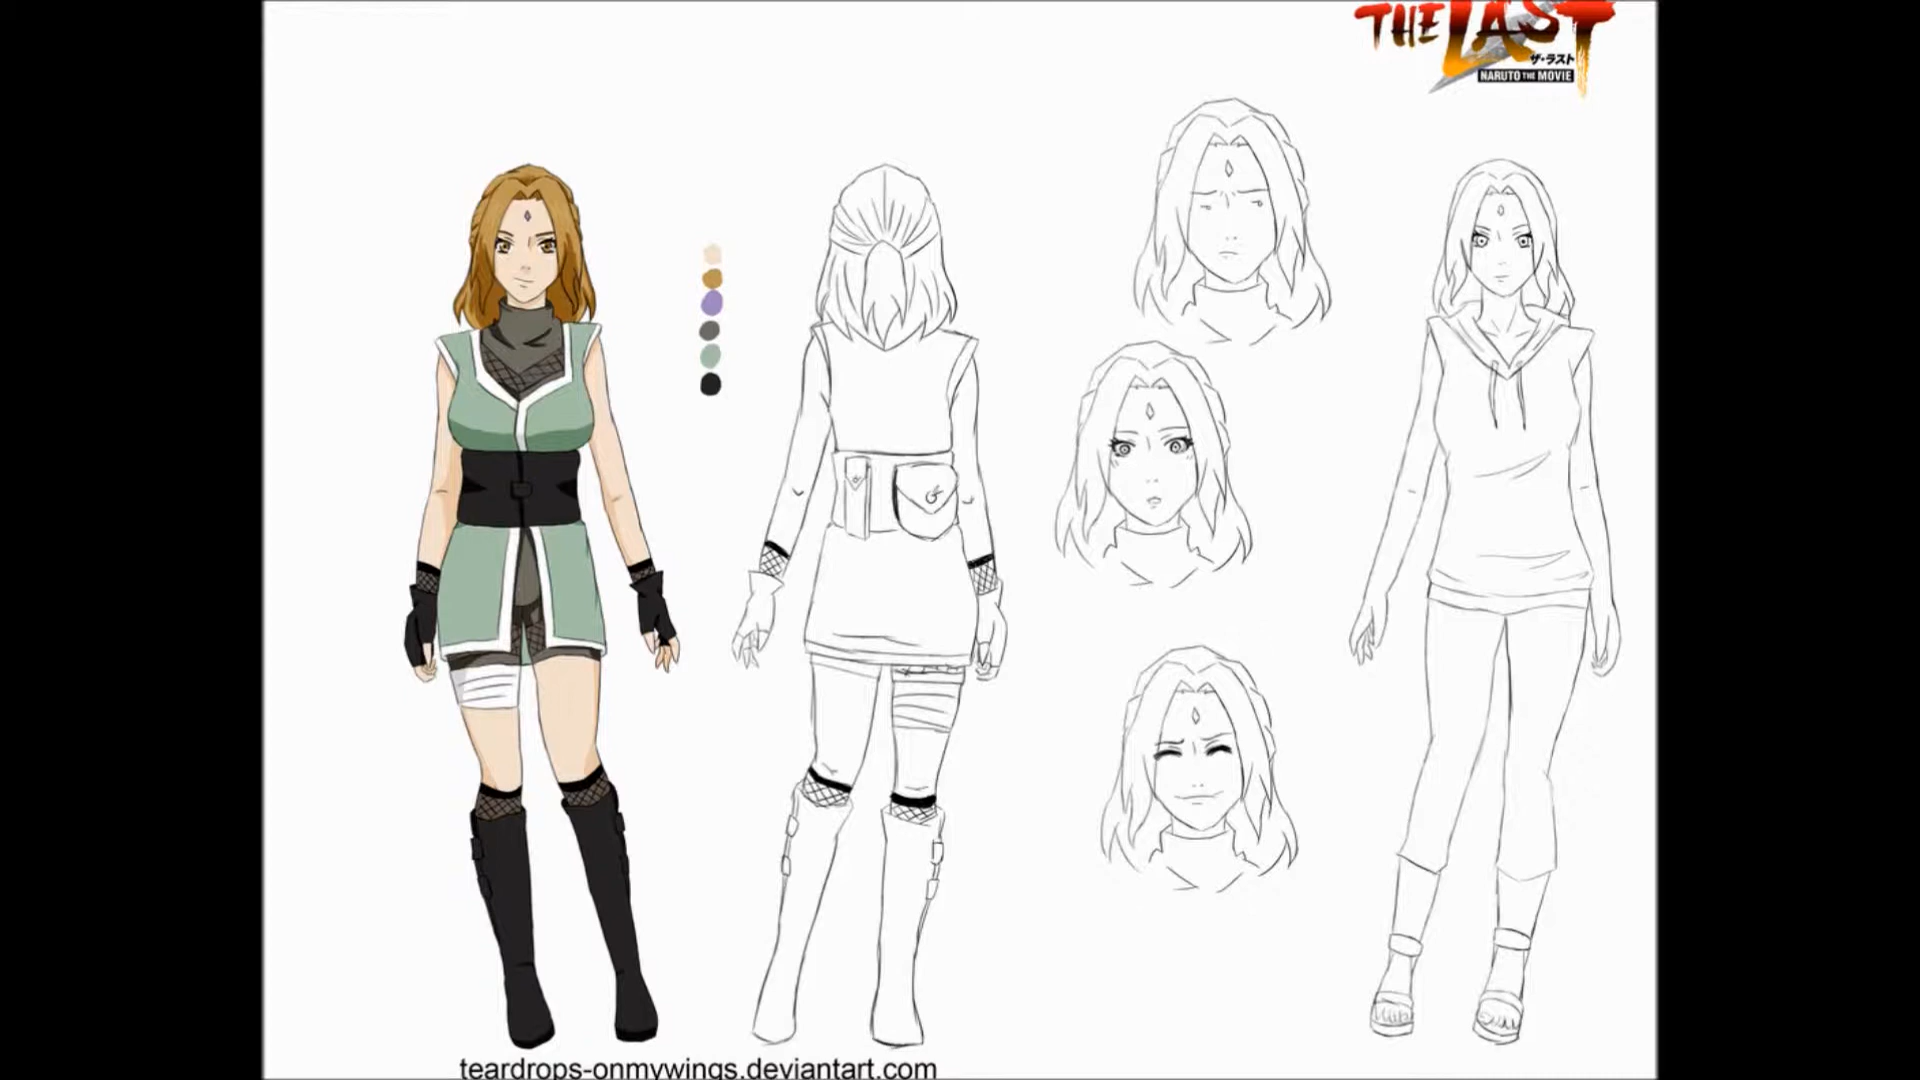 THE LAST
ザ・ラスト
NARUTO THE MOVIE
teardrops-onmywings.deviantart.com